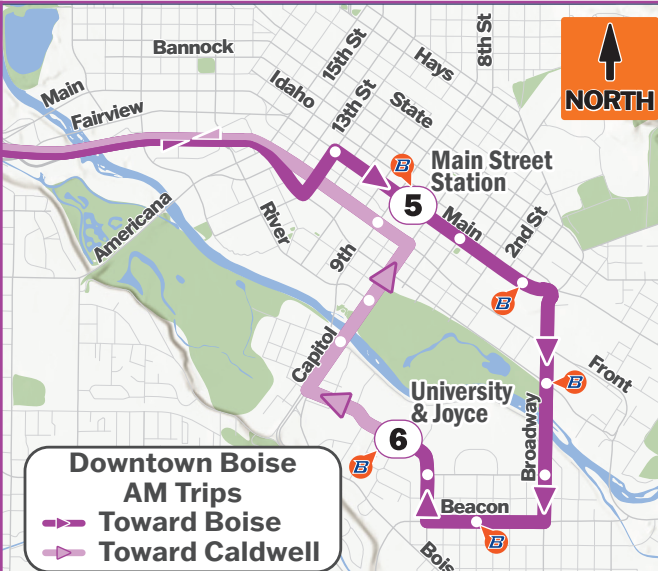 Bannock
15th St
Hays
8th St
NORTH
Main
Fairview
Idaho
13th St
State
B
Main Street
Station
5
Main
2nd St
B
Americana
River
9th
Capitol
B
Front
University
& Joyce
6
B
Broadway
Beacon
B
Bois
Downtown Boise
AM Trips
Toward Boise
Toward Caldwell